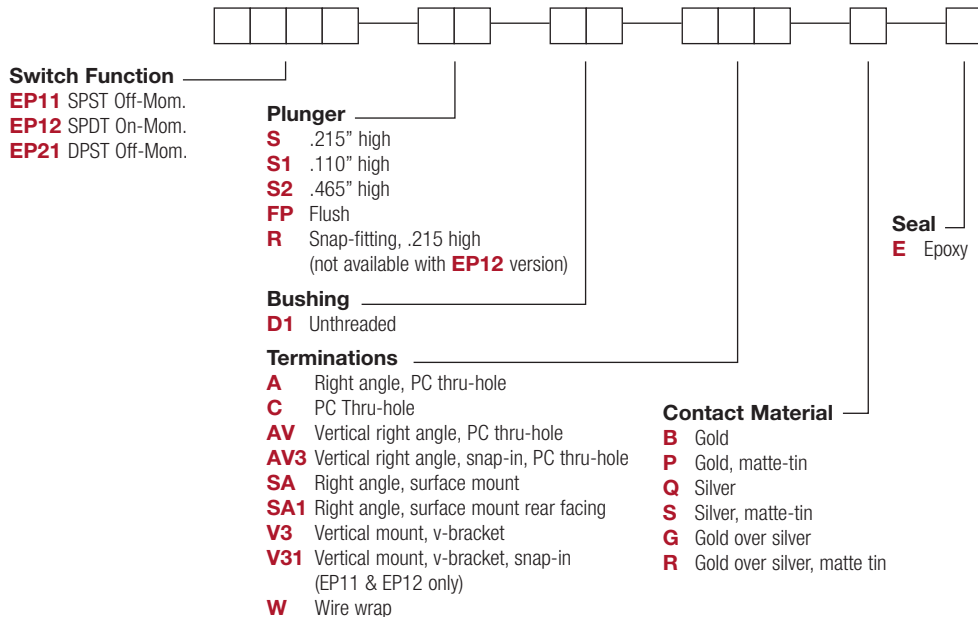 Switch Function
EP11 SPST Off-Mom.
EP12 SPDT On-Mom.
EP21 DPST Off-Mom.
Plunger
S .215” high
S1 .110” high
S2 .465” high
FP Flush
R Snap-fitting, .215 high
(not available with EP12 version)
Bushing
D1 Unthreaded
Terminations
A Right angle, PC thru-hole
C PC Thru-hole
AV Vertical right angle, PC thru-hole
AV3 Vertical right angle, snap-in, PC thru-hole
SA Right angle, surface mount
SA1 Right angle, surface mount rear facing
V3 Vertical mount, v-bracket
V31 Vertical mount, v-bracket, snap-in
(EP11 & EP12 only)
W Wire wrap
Contact Material
B Gold
P Gold, matte-tin
Q Silver
S Silver, matte-tin
G Gold over silver
R Gold over silver, matte tin
Seal
E Epoxy